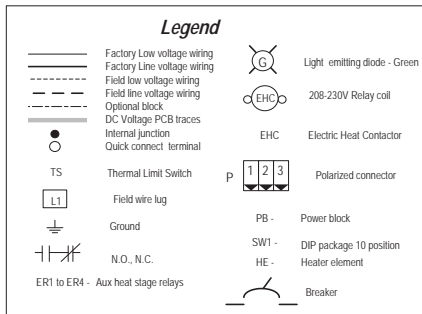 Legend
Factory Low voltage wiring
Factory Line voltage wiring
Field low voltage wiring
Field line voltage wiring
Optional block
DC Voltage PCB traces
Internal junction
Quick connect terminal
TS Thermal Limit Switch
L1 Field wire lug
Ground
N.O., N.C.
ER1 to ER4 - Aux heat stage relays
G Light emitting diode - Green
EHC 208-230V Relay coil
EHC Electric Heat Contactor
P 1 2 3 Polarized connector
PB - Power block
SW1 - DIP package 10 position
HE - Heater element
Breaker